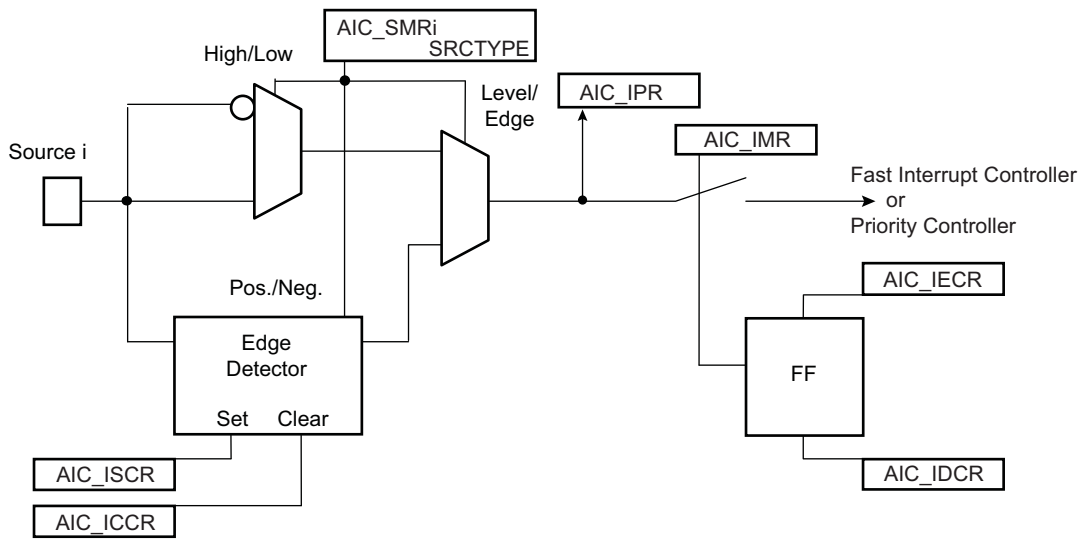 AIC_SMRi
SRCTYPE
High/Low
Level/
Edge
AIC_IPR
AIC_IMR
Source i
Fast Interrupt Controller
or
Priority Controller
Pos./Neg.
AIC_IECR
Edge
Detector
FF
Set Clear
AIC_ISCR
AIC_IDCR
AIC_ICCR